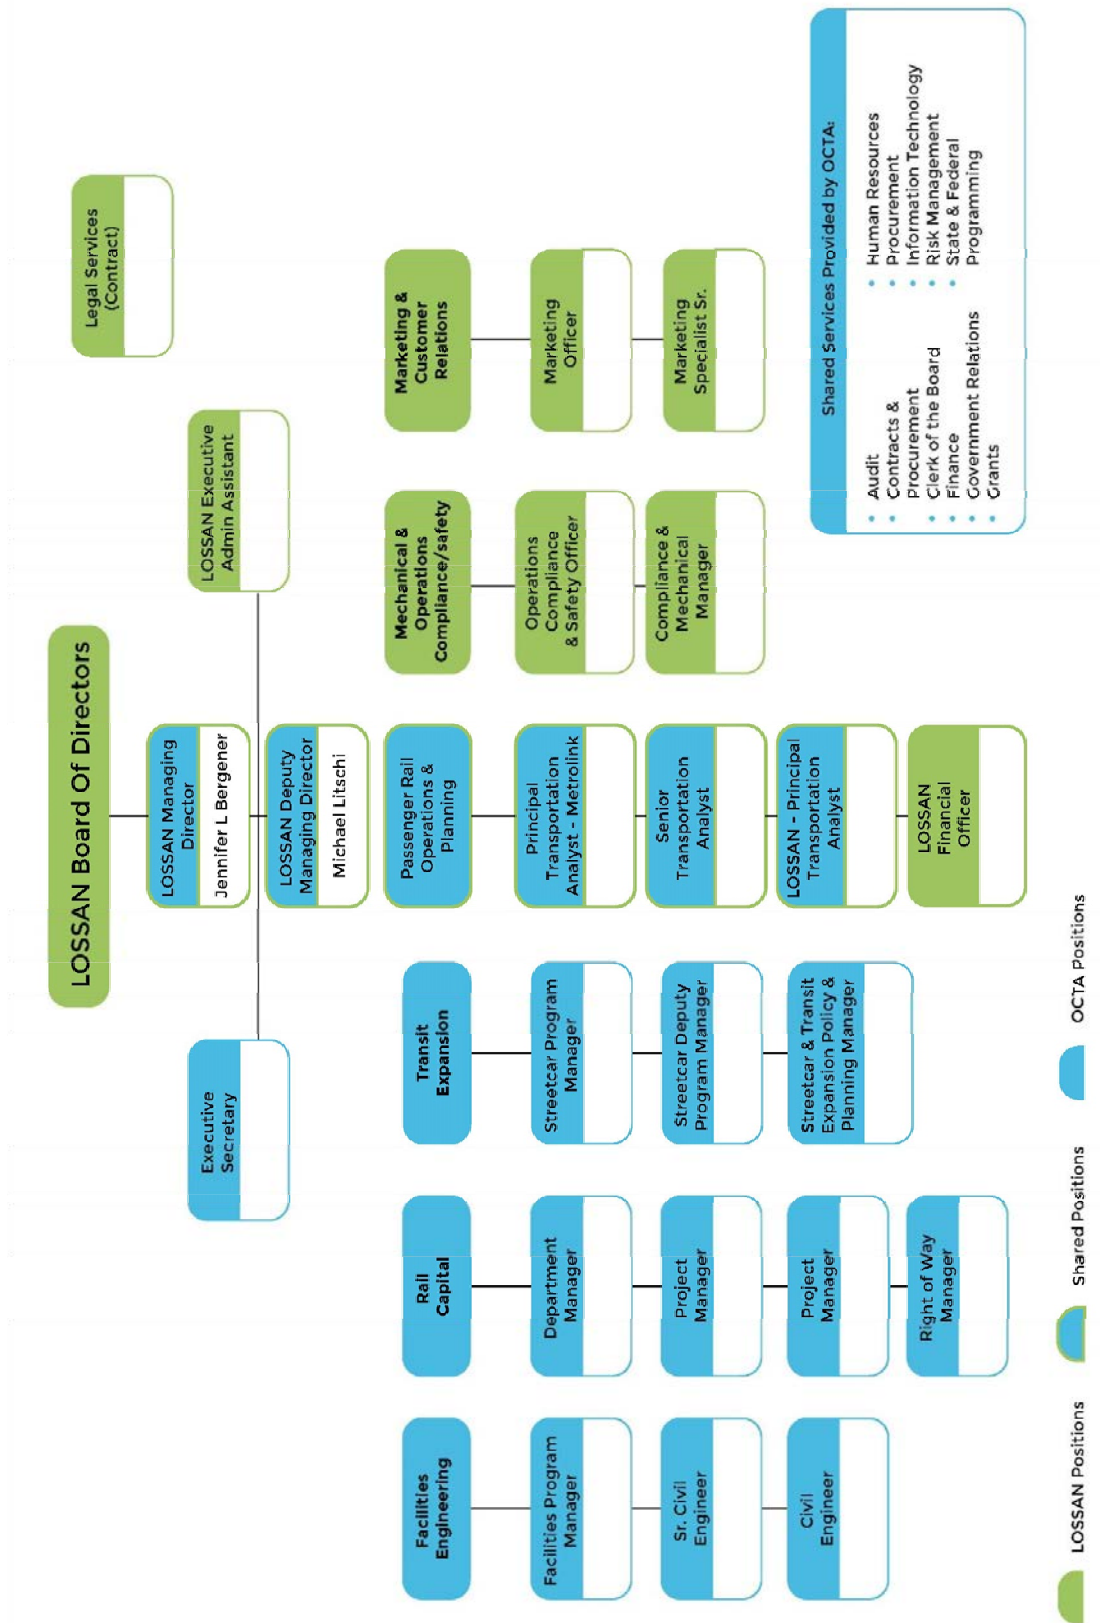 LOSSAN Board Of Directors
Legal Services
(Contract)
LOSSAN Managing
Director
Jennifer L Bergener
Executive
Secretary
LOSSAN Executive
Admin Assistant
LOSSAN Deputy
Managing Director
Michael Litschi
Facilities
Engineering
Facilities Program
Manager
Sr. Civil
Engineer
Civil
Engineer
Rail
Capital
Department
Manager
Project
Manager
Project
Manager
Right of Way
Manager
Transit
Expansion
Streetcar Program
Manager
Streetcar Deputy
Program Manager
Streetcar & Transit
Expansion Policy &
Planning Manager
Passenger Rail
Operations &
Planning
Principal
Transportation
Analyst - Metrolink
Senior
Transportation
Analyst
LOSSAN - Principal
Transportation
Analyst
LOSSAN
Financial
Officer
Mechanical &
Operations
Compliance/safety
Operations
Compliance
& Safety Officer
Compliance &
Mechanical
Manager
Marketing &
Customer
Relations
Marketing
Officer
Marketing
Specialist Sr.
Shared Services Provided by OCTA:
• Audit
• Contracts &
Procurement
• Clerk of the Board
• Finance
• Government Relations
• Grants
• Human Resources
• Procurement
• Information Technology
• Risk Management
• State & Federal
Programming
LOSSAN Positions
Shared Positions
OCTA Positions